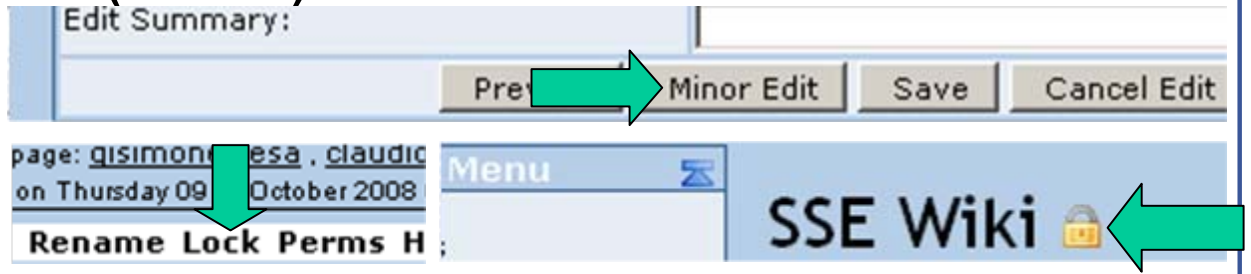 Edit Summary:
Minor Edit Save Cancel Edit
page:
on Thursday 09 October 2008
Rename Lock Perms
Menu
SSE Wiki